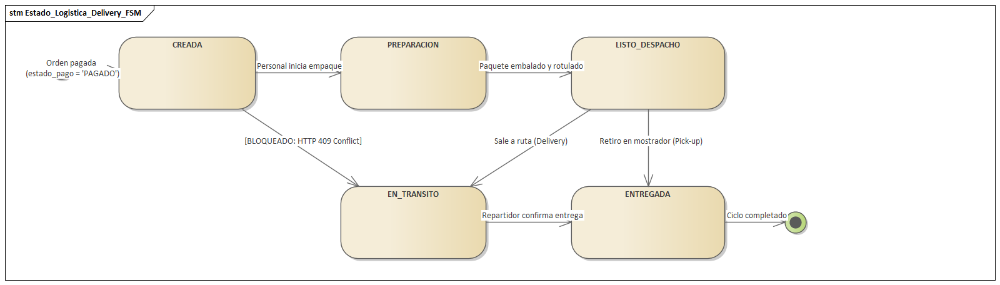 stm Estado_Logistica_Delivery_FSM
CREADA
PREPARACION
LISTO_DESPACHO
Orden pagada
(estado_pago = 'PAGADO')
Personal inicia empaque
Paquete embalado y rotulado
[BLOQUEADO: HTTP 409 Conflict]
Sale a ruta (Delivery)
Retiro en mostrador (Pick-up)
EN_TRANSITO
ENTREGADA
Repartidor confirma entrega
Ciclo completado